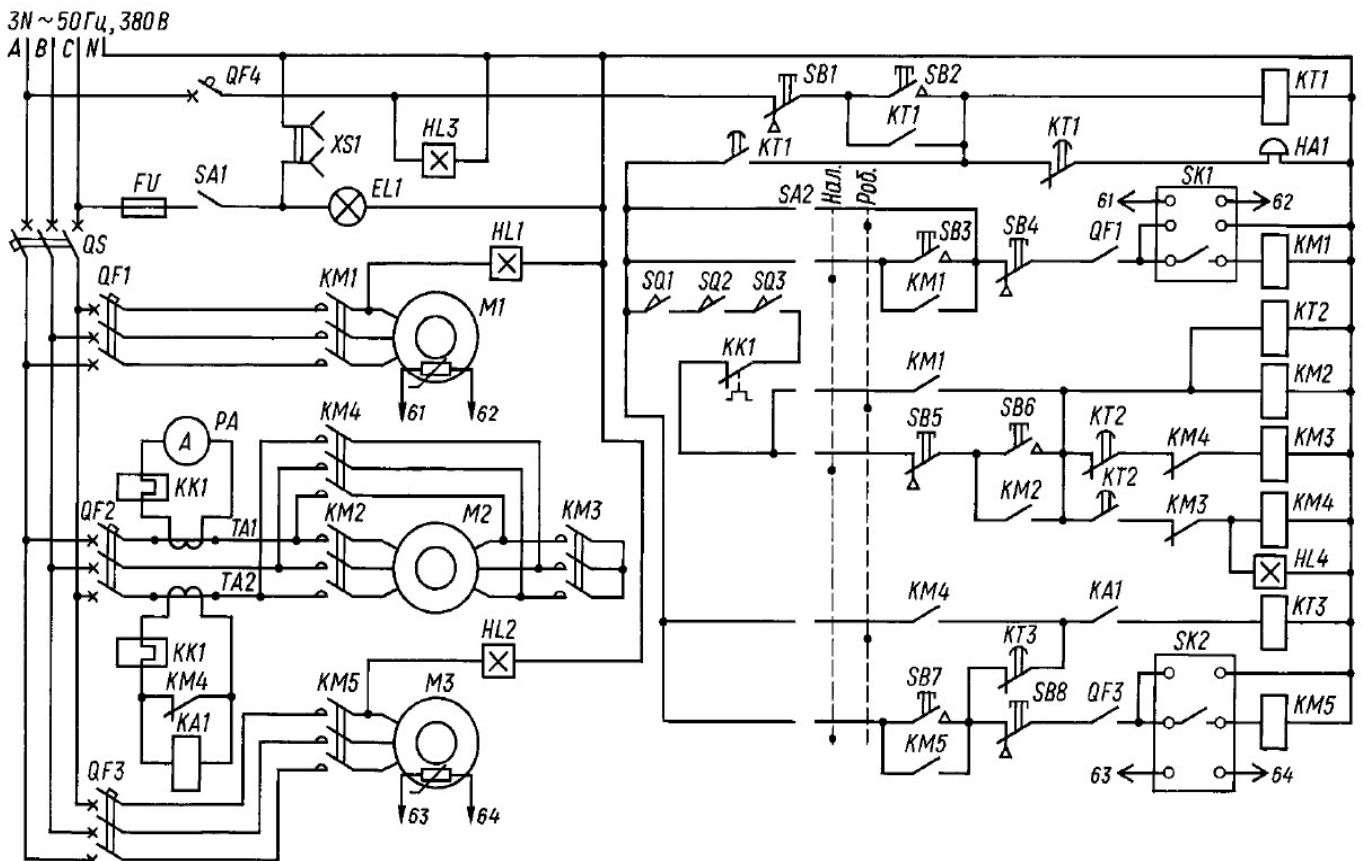 3N ~ 50Гц, 380В
A B C N
QF4
SB1
SB2
KT1
KT1
HL3
XS1
KT1
KT1
HA1
FU
SA1
EL1
SA2
Нал.
Роб.
SK1
61
62
QS
HL1
SB3
SB4
QF1
KM1
QF1
KM1
M1
KM1
SQ1
SQ2
SQ3
KT2
KK1
KM1
KM2
61
62
PA
A
KM4
SB5
SB6
KT2
KM4
KM3
KK1
QF2
TA1
KM2
M2
KM3
KM2
KT2
KM3
KM4
TA2
HL4
KK1
HL2
KM4
KA1
KT3
KM4
KM5
M3
KT3
SK2
KA1
SB7
SB8
QF3
KM5
QF3
KM5
63
64
63
64